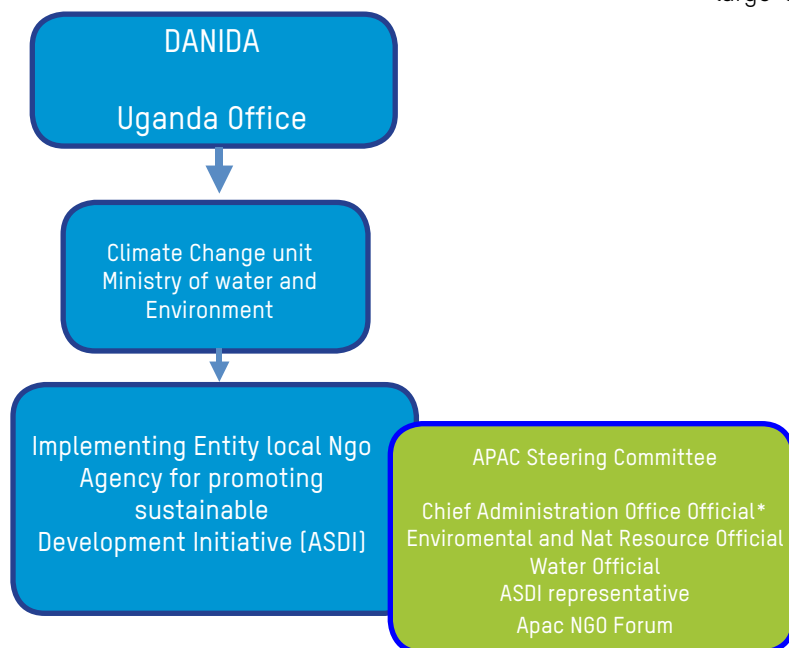 DANIDA
Uganda Office
Climate Change unit
Ministry of water and
Environment
Implementing Entity local Ngo
Agency for promoting
sustainable
Development Initiative (ASDI)
APAC Steering Committee
Chief Administration Office Official*
Enviromental and Nat Resource Official
Water Official
ASDI representative
Apac NGO Forum